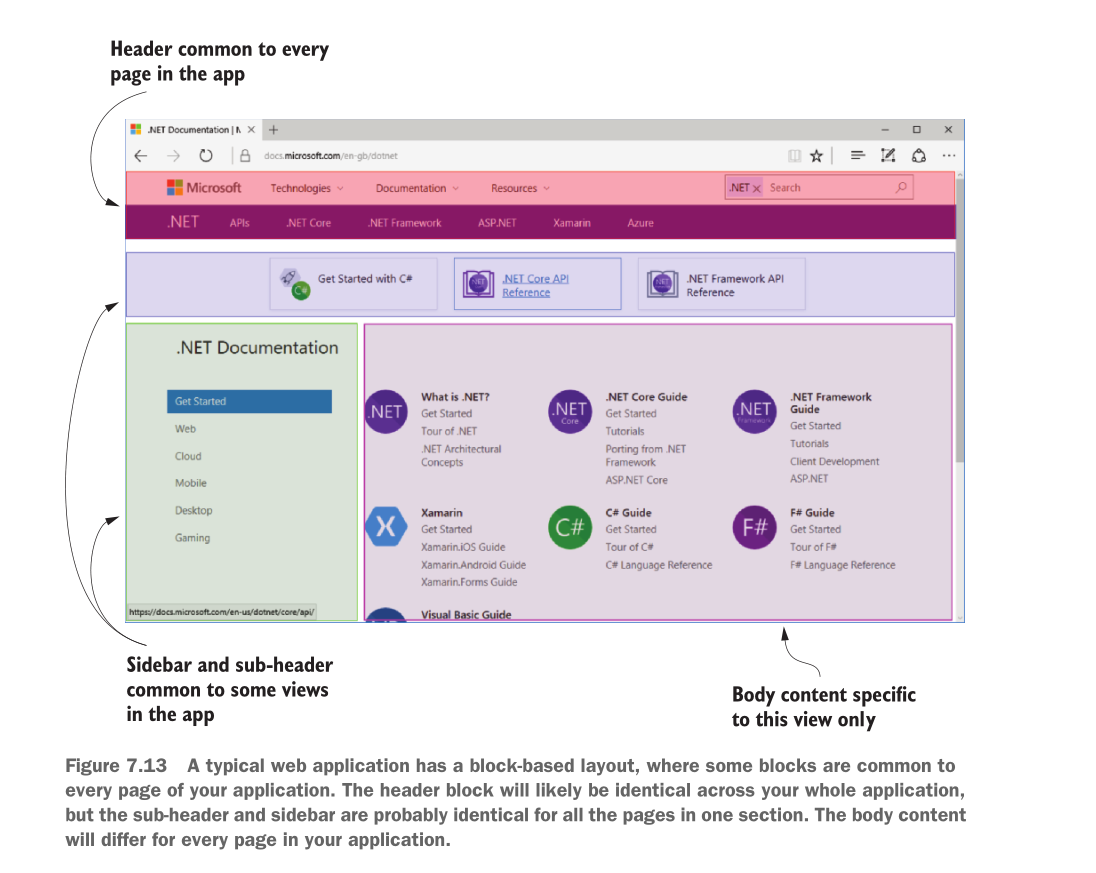 Header common to every
page in the app
.NET Documentation | M
docs.microsoft.com/en-gb/dotnet
Microsoft Technologies Documentation Resources .NET × Search
.NET APIs .NET Core .NET Framework ASP.NET Xamarin Azure
Get Started with C#
.NET Core API
Reference
.NET Framework API
Reference
.NET Documentation
Get Started
Web
Cloud
Mobile
Desktop
Gaming
https://docs.microsoft.com/en-us/dotnet/core/api/
.NET
What is .NET?
Get Started
Tour of .NET
.NET Architectural
Concepts
.NET
Core
.NET Core Guide
Get Started
Tutorials
Porting from .NET
Framework
ASP.NET Core
.NET
Framework
.NET Framework
Guide
Get Started
Tutorials
Client Development
ASP.NET
Xamarin
Get Started
Xamarin.iOS Guide
Xamarin.Android Guide
Xamarin.Forms Guide
C#
C# Guide
Get Started
Tour of C#
C# Language Reference
F#
F# Guide
Get Started
Tour of F#
F# Language Reference
Visual Basic Guide
Sidebar and sub-header
common to some views
in the app
Body content specific
to this view only
Figure 7.13 A typical web application has a block-based layout, where some blocks are common to
every page of your application. The header block will likely be identical across your whole application,
but the sub-header and sidebar are probably identical for all the pages in one section. The body content
will differ for every page in your application.